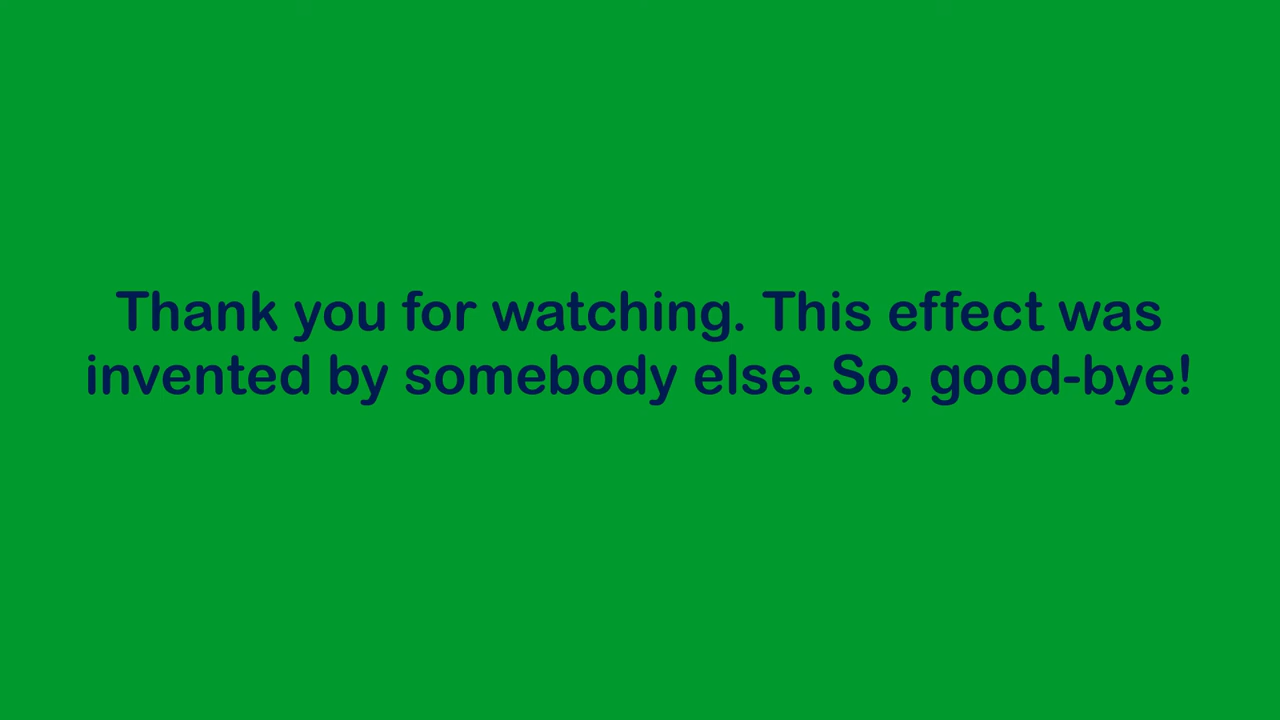 Thank you for watching. This effect was
invented by somebody else. So, good-bye!